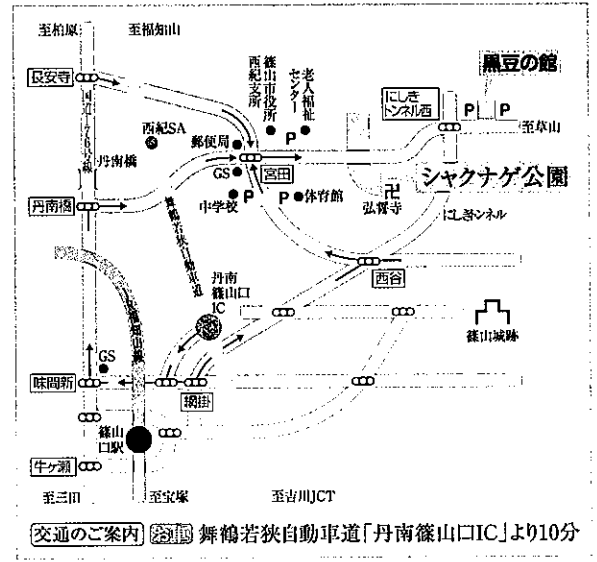 至柏原
至福知山
長安寺
国道176号線
西紀SA
丹南橋
郵便局
篠山市役所
西紀支所
老人福祉
センター
P
にしき
トンネル西
黒豆の館
P P
至草山
宮田
GS
中学校
P
P
体育館
シャクナゲ公園
卍
弘誓寺
にしきトンネル
丹南橋
舞鶴若狭自動車道
西谷
丹南
篠山口
IC
篠山城跡
GS
味間新
網掛
篠山
口駅
牛ヶ瀬
至三田
至宝塚
至吉川JCT
交通のご案内
舞鶴若狭自動車道「丹南篠山口IC」より10分